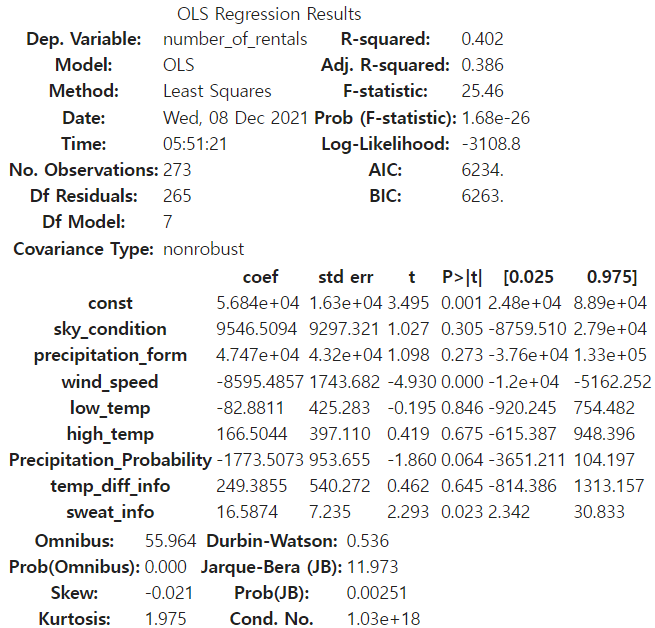 OLS Regression Results
Dep. Variable: number_of_rentals R-squared: 0.402
Model: OLS Adj. R-squared: 0.386
Method: Least Squares F-statistic: 25.46
Date: Wed, 08 Dec 2021 Prob (F-statistic): 1.68e-26
Time: 05:51:21 Log-Likelihood: -3108.8
No. Observations: 273 AIC: 6234.
Df Residuals: 265 BIC: 6263.
Df Model: 7
Covariance Type: nonrobust
coef std err t P>|t| [0.025 0.975]
const 5.684e+04 1.63e+04 3.495 0.001 2.48e+04 8.89e+04
sky_condition 9546.5094 9297.321 1.027 0.305 -8759.510 2.79e+04
precipitation_form 4.747e+04 4.32e+04 1.098 0.273 -3.76e+04 1.33e+05
wind_speed -8595.4857 1743.682 -4.930 0.000 -1.2e+04 -5162.252
low_temp -82.8811 425.283 -0.195 0.846 -920.245 754.482
high_temp 166.5044 397.110 0.419 0.675 -615.387 948.396
Precipitation_Probability -1773.5073 953.655 -1.860 0.064 -3651.211 104.197
temp_diff_info 249.3855 540.272 0.462 0.645 -814.386 1313.157
sweat_info 16.5874 7.235 2.293 0.023 2.342 30.833
Omnibus: 55.964 Durbin-Watson: 0.536
Prob(Omnibus): 0.000 Jarque-Bera (JB): 11.973
Skew: -0.021 Prob(JB): 0.00251
Kurtosis: 1.975 Cond. No. 1.03e+18